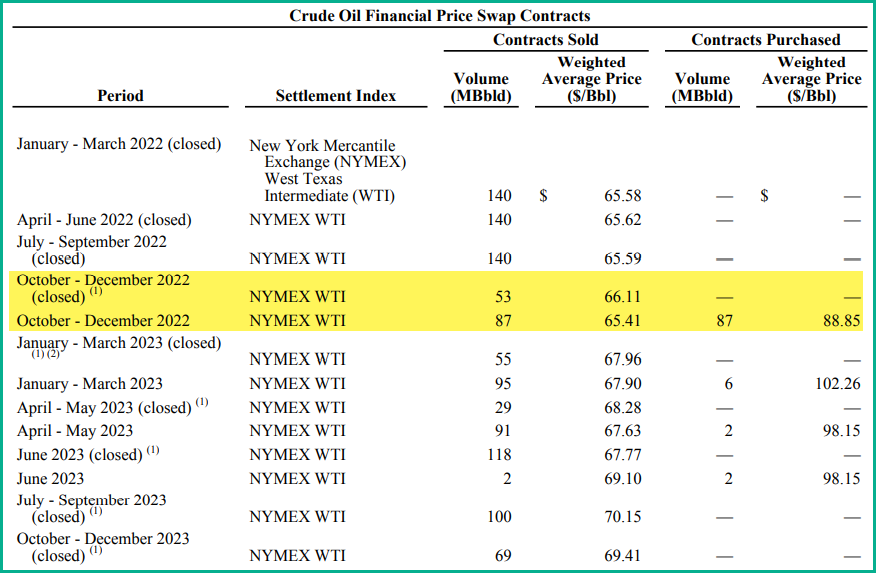 Crude Oil Financial Price Swap Contracts
Contracts Sold Contracts Purchased
Period Settlement Index Volume (MBbld) Weighted Average Price ($/Bbl) Volume (MBbld) Weighted Average Price ($/Bbl)
January - March 2022 (closed) New York Mercantile
Exchange (NYMEX)
West Texas
Intermediate (WTI) 140 $ 65.58 — $ —
April - June 2022 (closed) NYMEX WTI 140 65.62 — —
July - September 2022
(closed) NYMEX WTI 140 65.59 — —
October - December 2022
(closed) (1) NYMEX WTI 53 66.11 — —
October - December 2022 NYMEX WTI 87 65.41 87 88.85
January - March 2023 (closed)
(1) (2) NYMEX WTI 55 67.96 — —
January - March 2023 NYMEX WTI 95 67.90 6 102.26
April - May 2023 (closed) (1) NYMEX WTI 29 68.28 — —
April - May 2023 NYMEX WTI 91 67.63 2 98.15
June 2023 (closed) (1) NYMEX WTI 118 67.77 — —
June 2023 NYMEX WTI 2 69.10 2 98.15
July - September 2023
(closed) (1) NYMEX WTI 100 70.15 — —
October - December 2023
(closed) (1) NYMEX WTI 69 69.41 — —